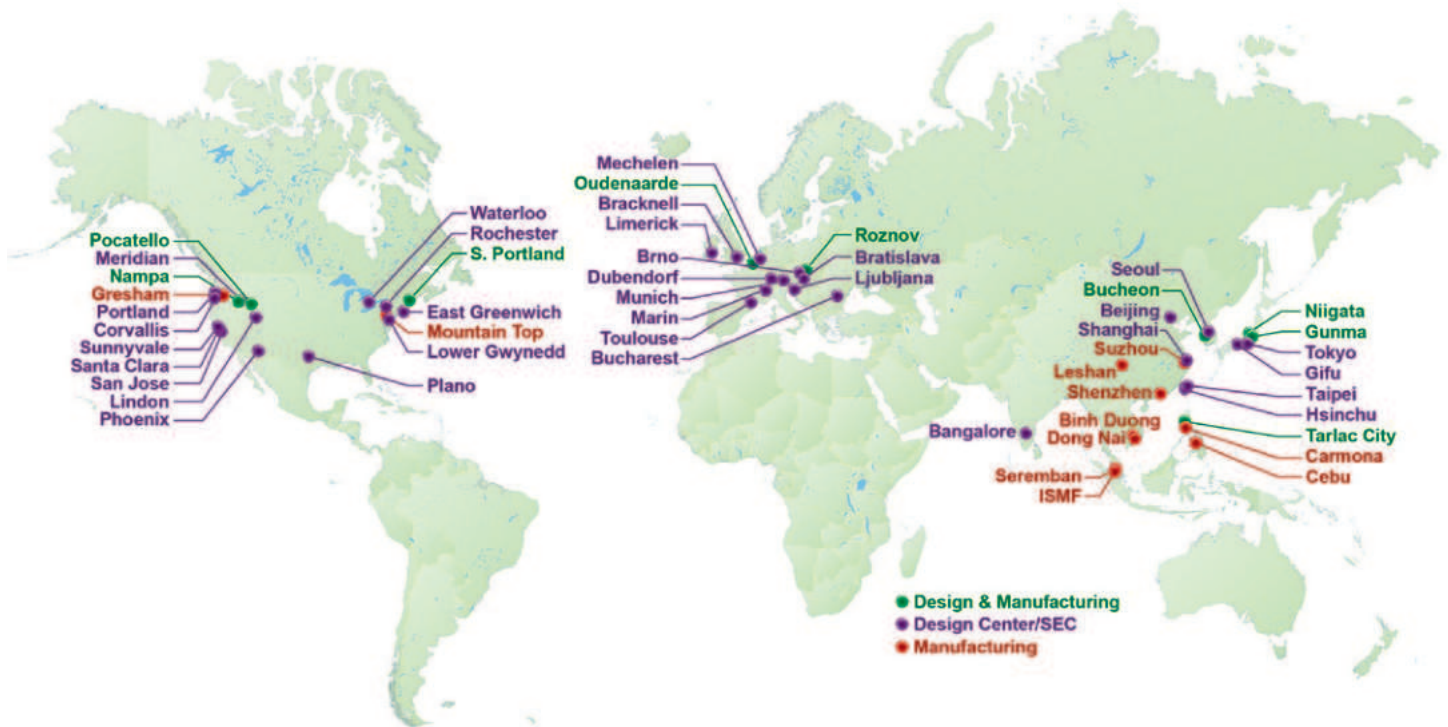 Pocatello
Meridian
Nampa
Gresham
Portland
Corvallis
Sunnyvale
Santa Clara
San Jose
Lindon
Phoenix
Waterloo
Rochester
S. Portland
East Greenwich
Mountain Top
Lower Gwynedd
Plano
Mechelen
Oudenaarde
Bracknell
Limerick
Brno
Dubendorf
Munich
Marin
Toulouse
Bucharest
Roznov
Bratislava
Ljubljana
Seoul
Bucheon
Beijing
Shanghai
Suzhou
Leshan
Shenzhen
Binh Duong
Dong Nai
Bangalore
Seremban
ISMF
Niigata
Gunma
Tokyo
Gifu
Taipei
Hsinchu
Tarlac City
Carmona
Cebu
Design & Manufacturing
Design Center/SEC
Manufacturing